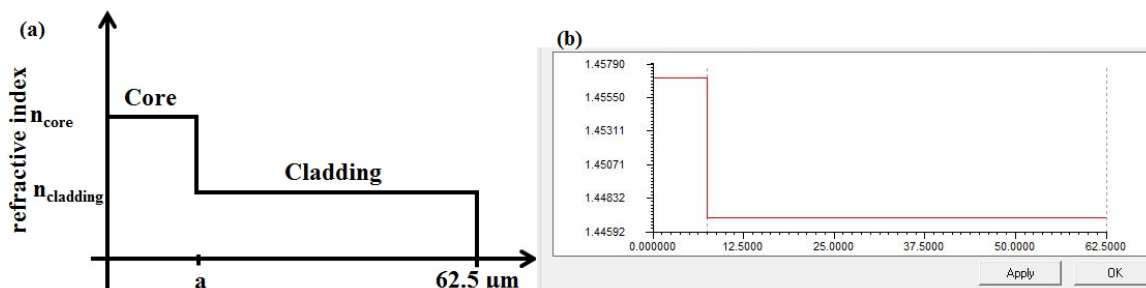 (a)
refractive index
n_core
Core
n_cladding
Cladding
a
62.5 μm
(b)
1.45790
1.45550
1.45311
1.45071
1.44832
1.44592
0.000000 12.5000 25.0000 37.5000 50.0000 62.5000
Apply OK